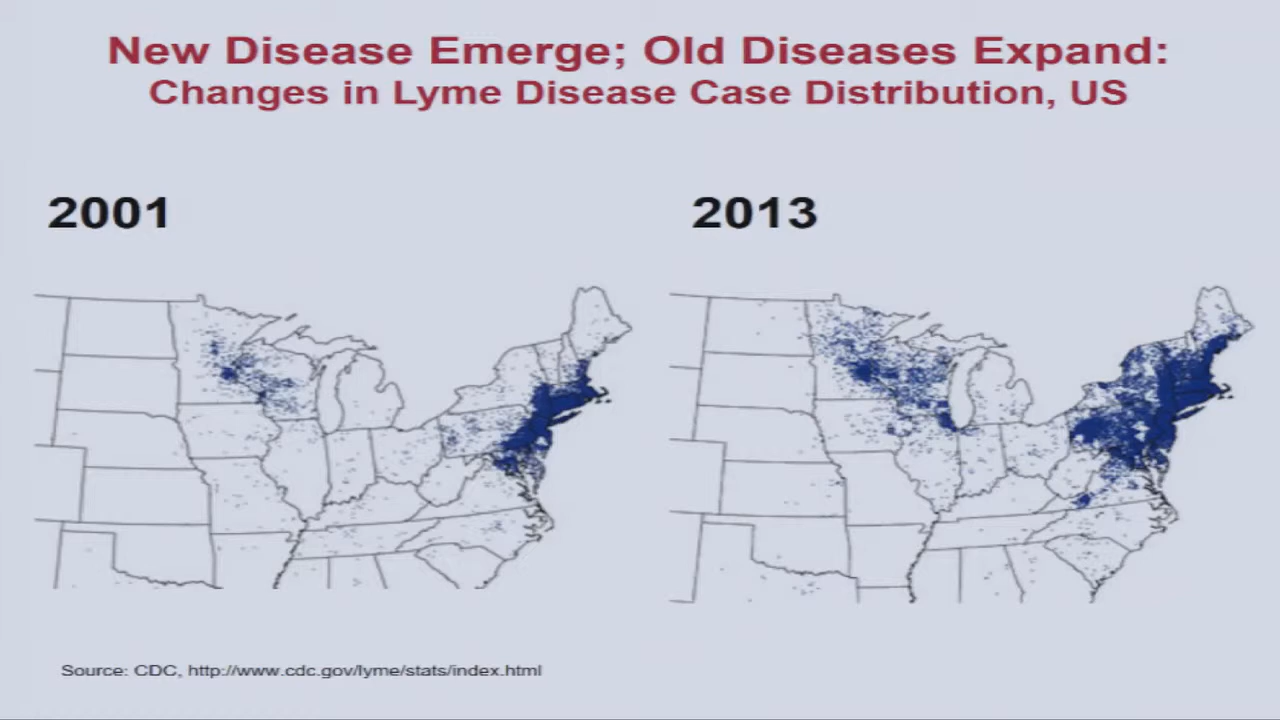 New Disease Emerge; Old Diseases Expand:
Changes in Lyme Disease Case Distribution, US
2001
2013
Source: CDC, http://www.cdc.gov/lyme/stats/index.html